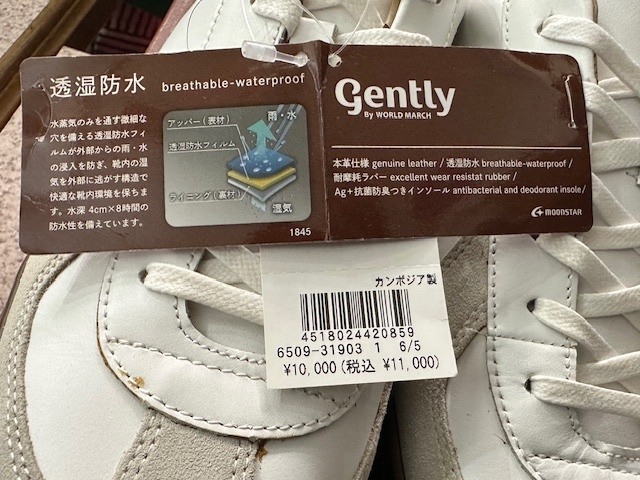 透湿防水 breathable-waterproof
水蒸気のみを通す微細な
穴を備える透湿防水フィ
ルムが外部からの雨・水
の浸入を防ぎ、靴内の湿
気を外部に逃がす構造で
快適な靴内環境を保ちま
す。水深4cm×8時間の
防水性を備えています。
アッパー(表材)
雨・水
透湿防水フィルム
ライニング(裏材)
湿気
1845
Gently
By WORLD MARCH
本革仕様 genuine leather / 透湿防水 breathable-waterproof /
耐摩耗ラバー excellent wear resistat rubber /
Ag+抗菌防臭つきインソール antibacterial and deodorant insole /
MOONSTAR
カンボジア製
4518024420859
6509-31903 1 6/5
¥10,000(税込 ¥11,000)